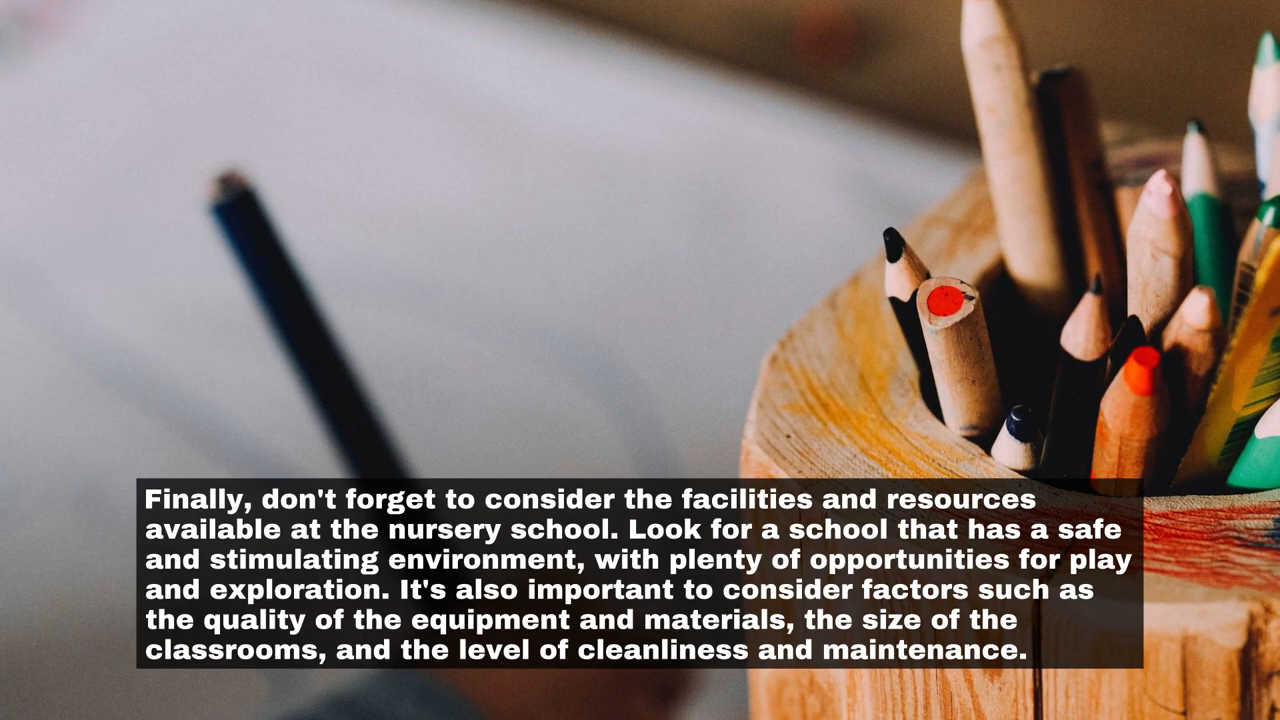 Finally, don't forget to consider the facilities and resources
available at the nursery school. Look for a school that has a safe
and stimulating environment, with plenty of opportunities for play
and exploration. It's also important to consider factors such as
the quality of the equipment and materials, the size of the
classrooms, and the level of cleanliness and maintenance.